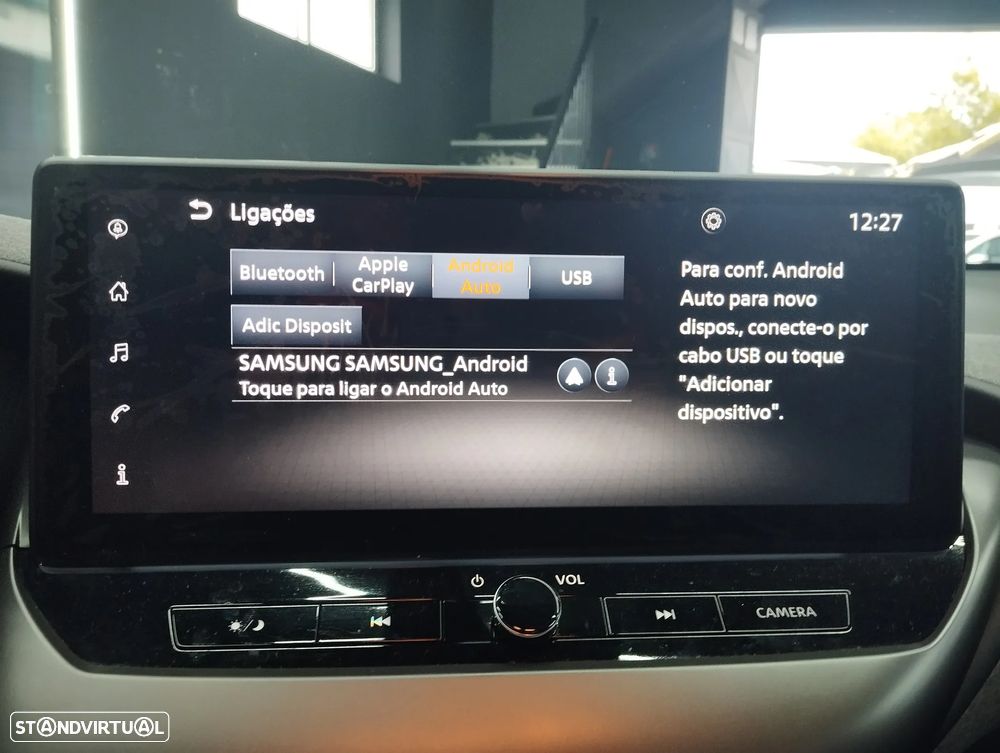 Ligações
12:27
Bluetooth
Apple
CarPlay
Android
Auto
USB
Adic Disposit
SAMSUNG SAMSUNG_Android
Toque para ligar o Android Auto
Para conf. Android
Auto para novo
dispos., conecte-o por
cabo USB ou toque
"Adicionar
dispositivo".
VOL
CAMERA
STANDVIRTUAL